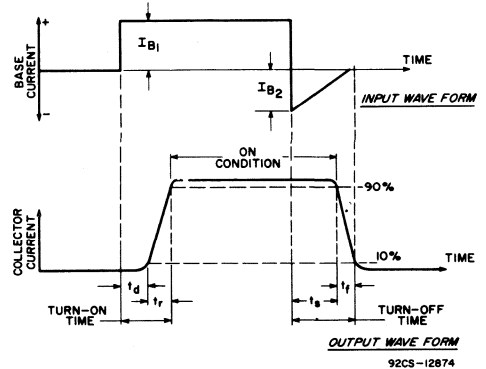 +
BASE
CURRENT
−
IB1
IB2
TIME
INPUT WAVE FORM
ON
CONDITION
90%
10%
COLLECTOR
CURRENT
TIME
td
tr
ts
tf
TURN-ON
TIME
TURN-OFF
TIME
OUTPUT WAVE FORM
92CS-12874